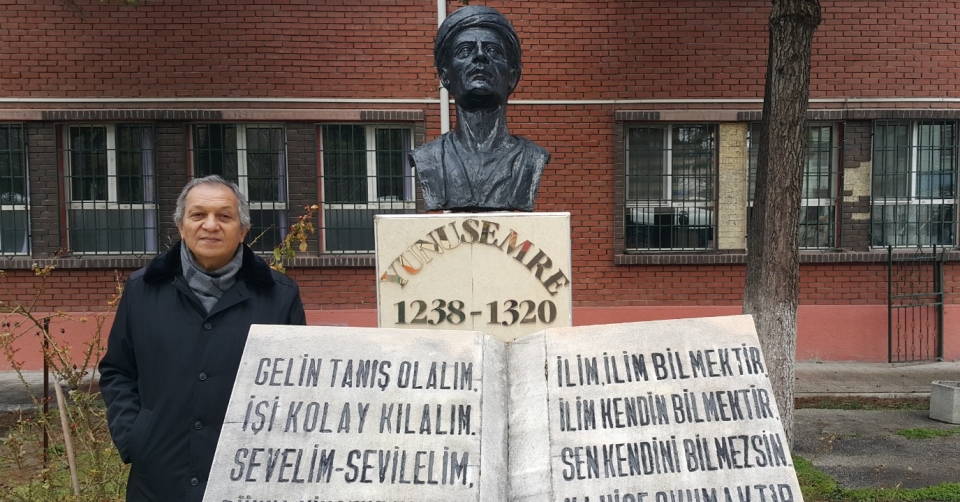 YUNUS EMRE
1238-1320
GELİN TANIŞ OLALIM.
İŞİ KOLAY KILALIM.
SEVELİM-SEVİLELİM,
İLİM,İLİM BİLMEKTİR.
İLİM KENDİN BİLMEKTİR.
SEN KENDİNİ BİLMEZSİN.